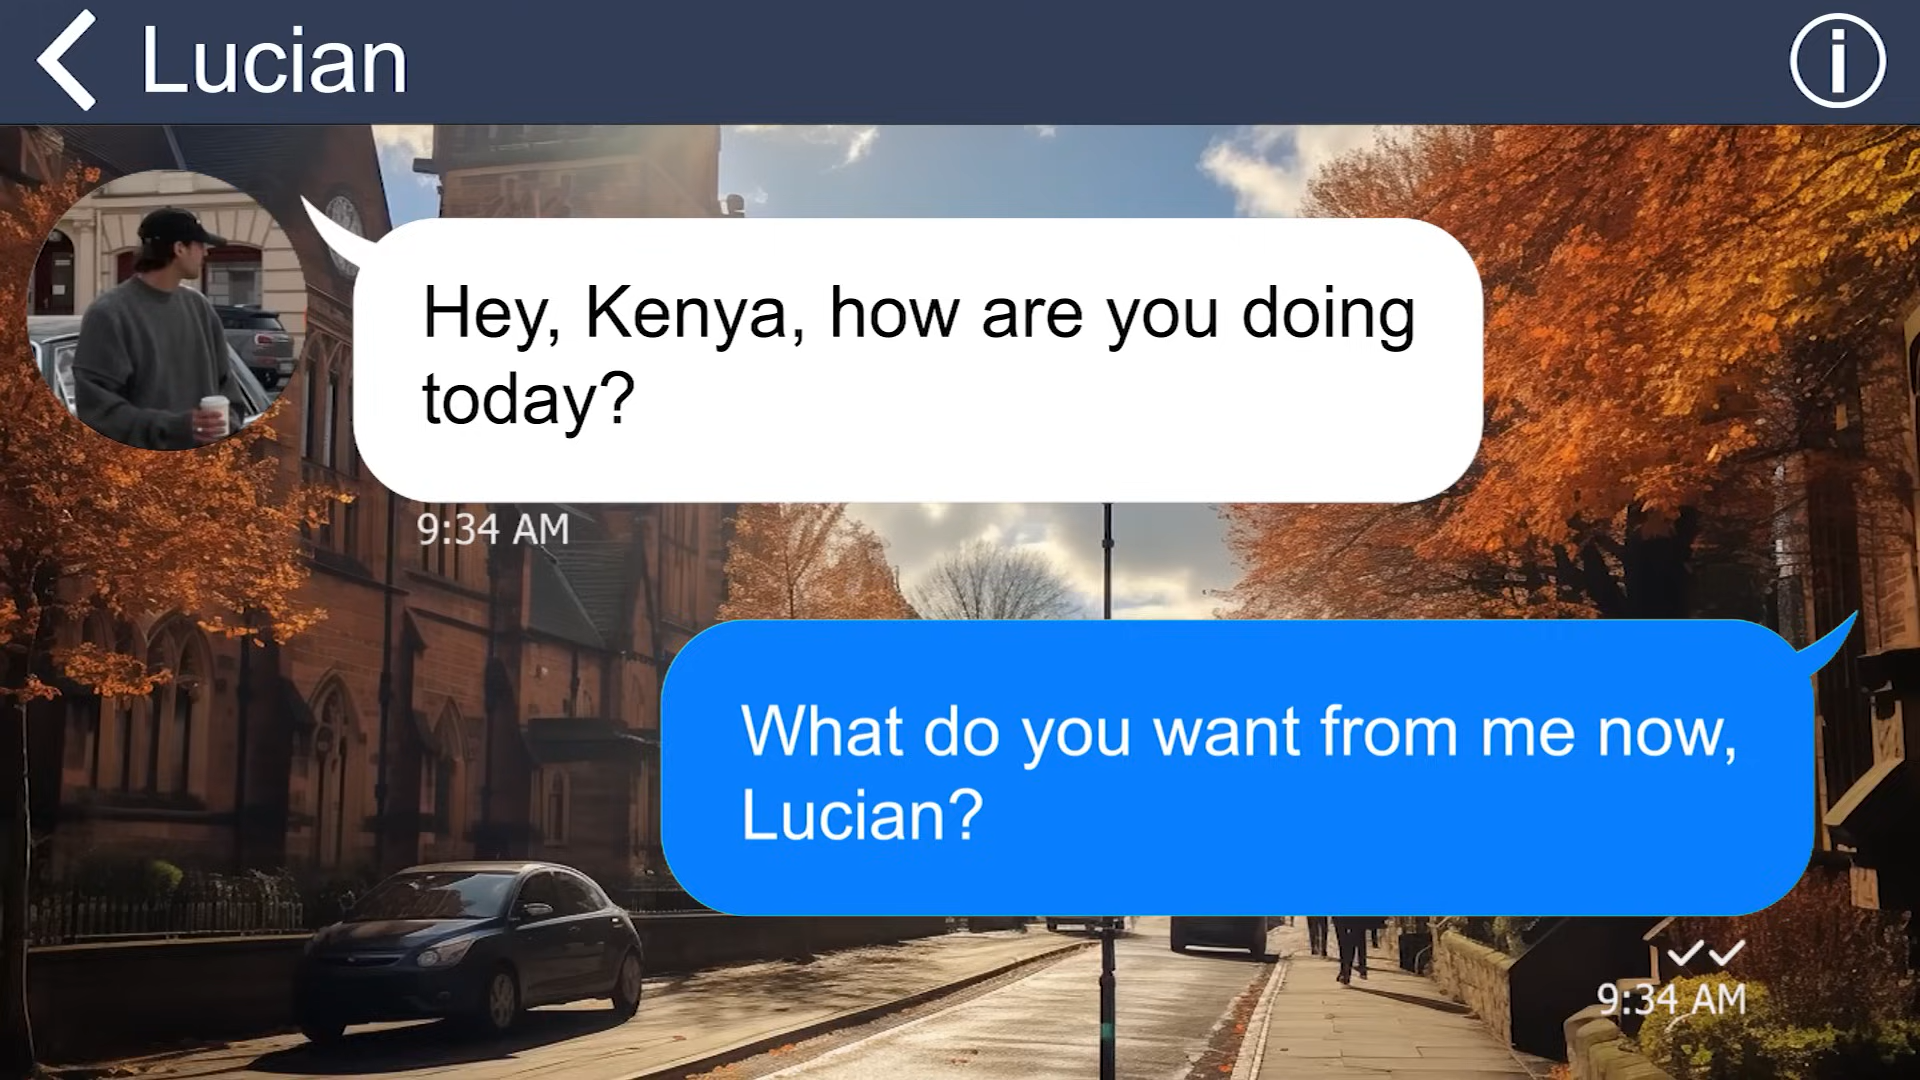 Lucian
Hey, Kenya, how are you doing
today?
9:34 AM
What do you want from me now,
Lucian?
9:34 AM